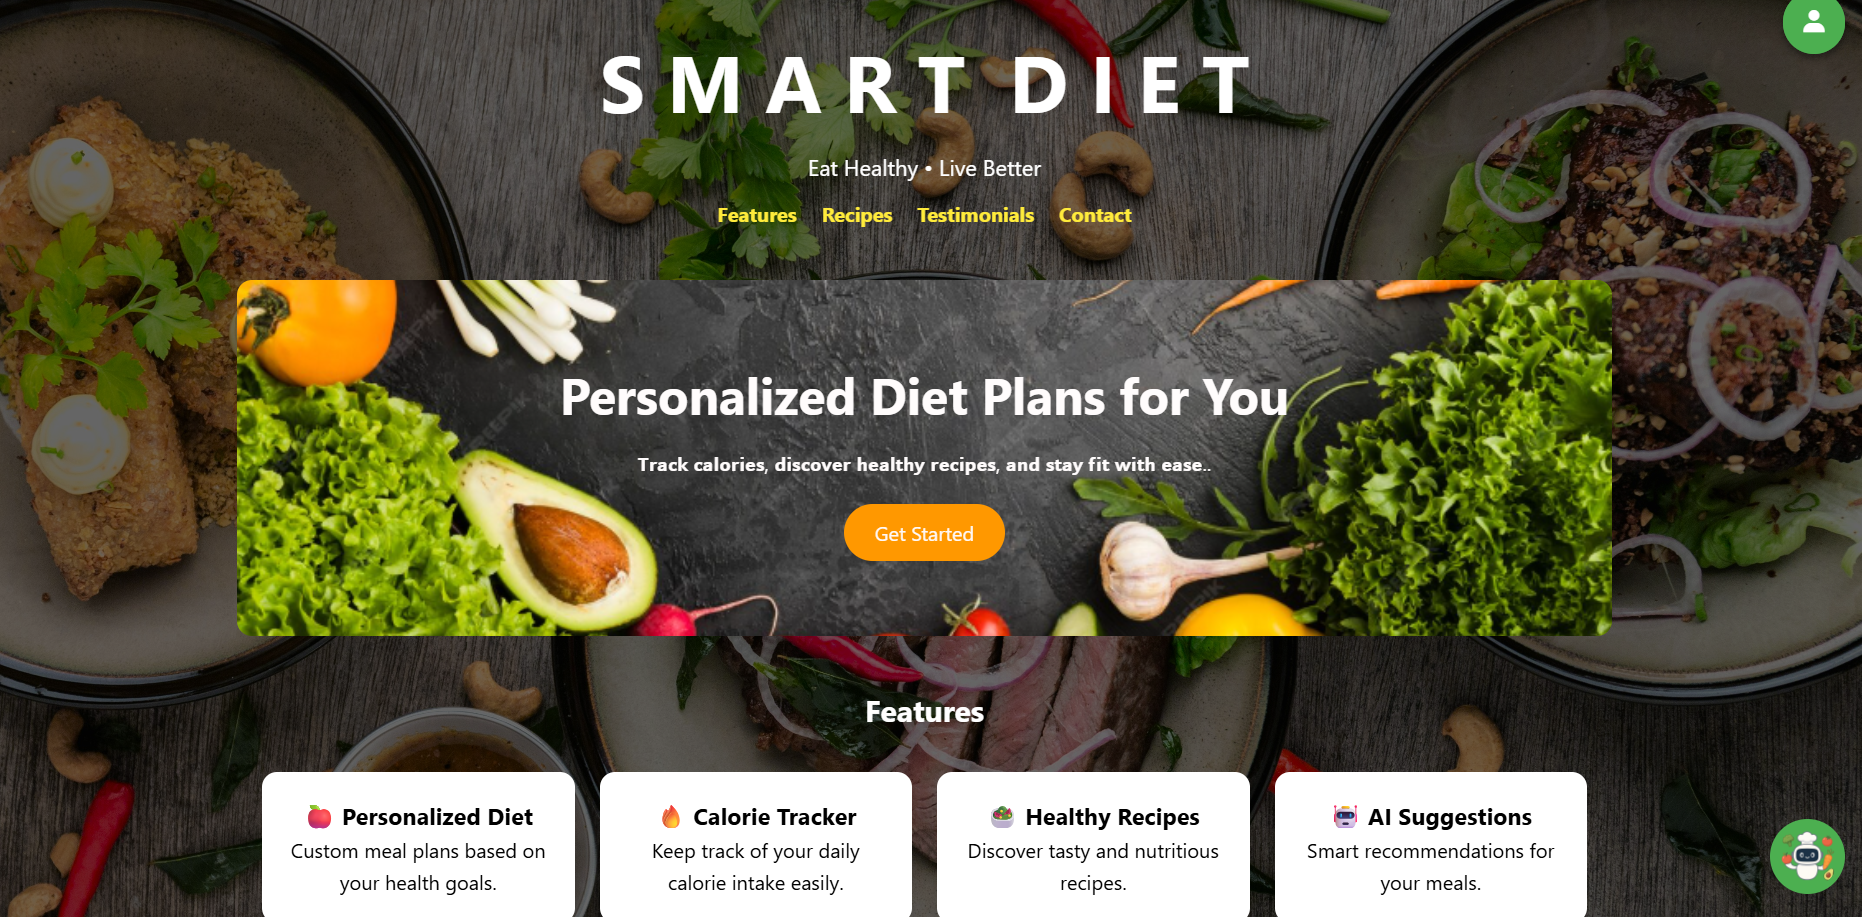 SMART DIET
Eat Healthy • Live Better
Features Recipes Testimonials Contact
Personalized Diet Plans for You
Track calories, discover healthy recipes, and stay fit with ease..
Get Started
Features
Personalized Diet
Custom meal plans based on
your health goals.
Calorie Tracker
Keep track of your daily
calorie intake easily.
Healthy Recipes
Discover tasty and nutritious
recipes.
AI Suggestions
Smart recommendations for
your meals.